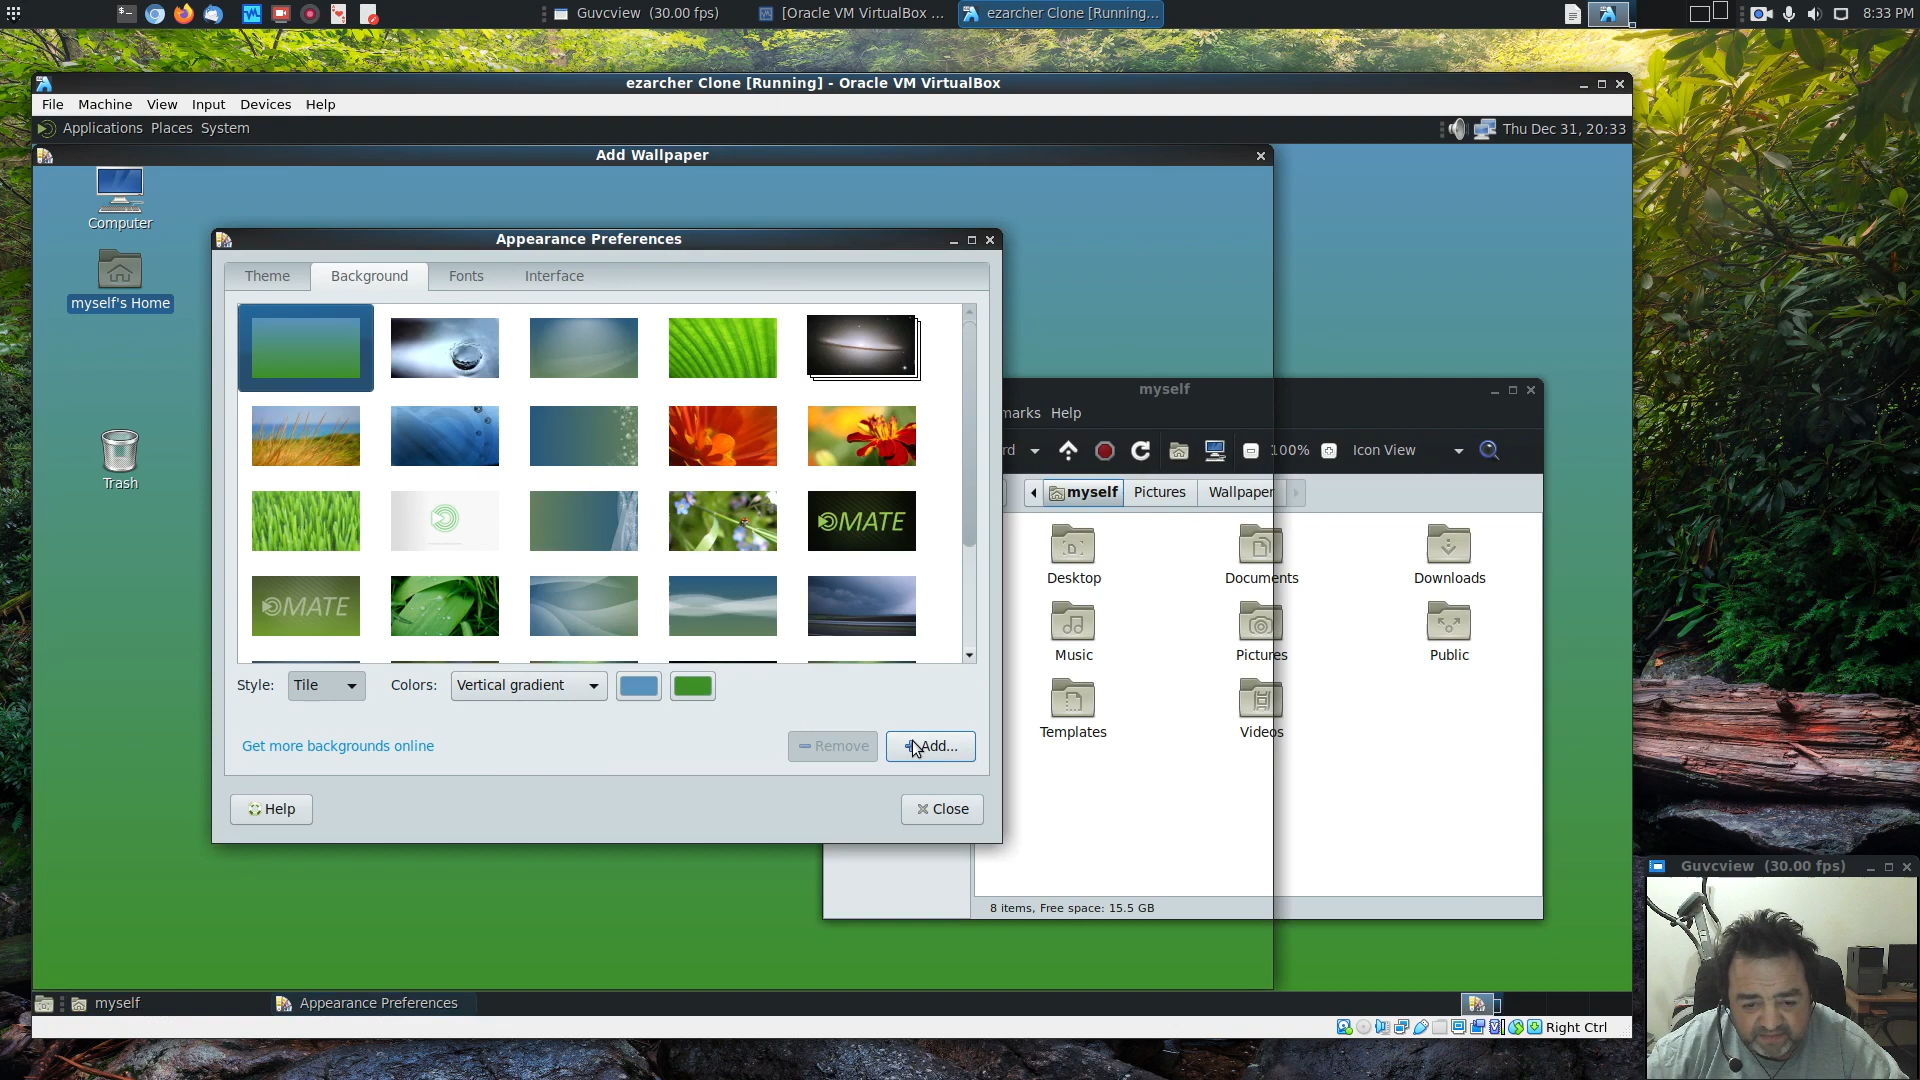 Guvcview (30.00 fps)
[Oracle VM VirtualBox ...
ezarcher Clone [Running...
8:33 PM
ezarcher Clone [Running] - Oracle VM VirtualBox
File Machine View Input Devices Help
Applications Places System
Thu Dec 31, 20:33
Add Wallpaper
Computer
myself's Home
Trash
Appearance Preferences
Theme Background Fonts Interface
MATE
MATE
Style: Tile Colors: Vertical gradient
Get more backgrounds online
Remove
Add...
Help
Close
myself
marks Help
rd
100%
Icon View
myself Pictures Wallpaper
Desktop Documents Downloads
Music Pictures Public
Templates Videos
8 items, Free space: 15.5 GB
Guvcview (30.00 fps)
myself
Appearance Preferences
Right Ctrl